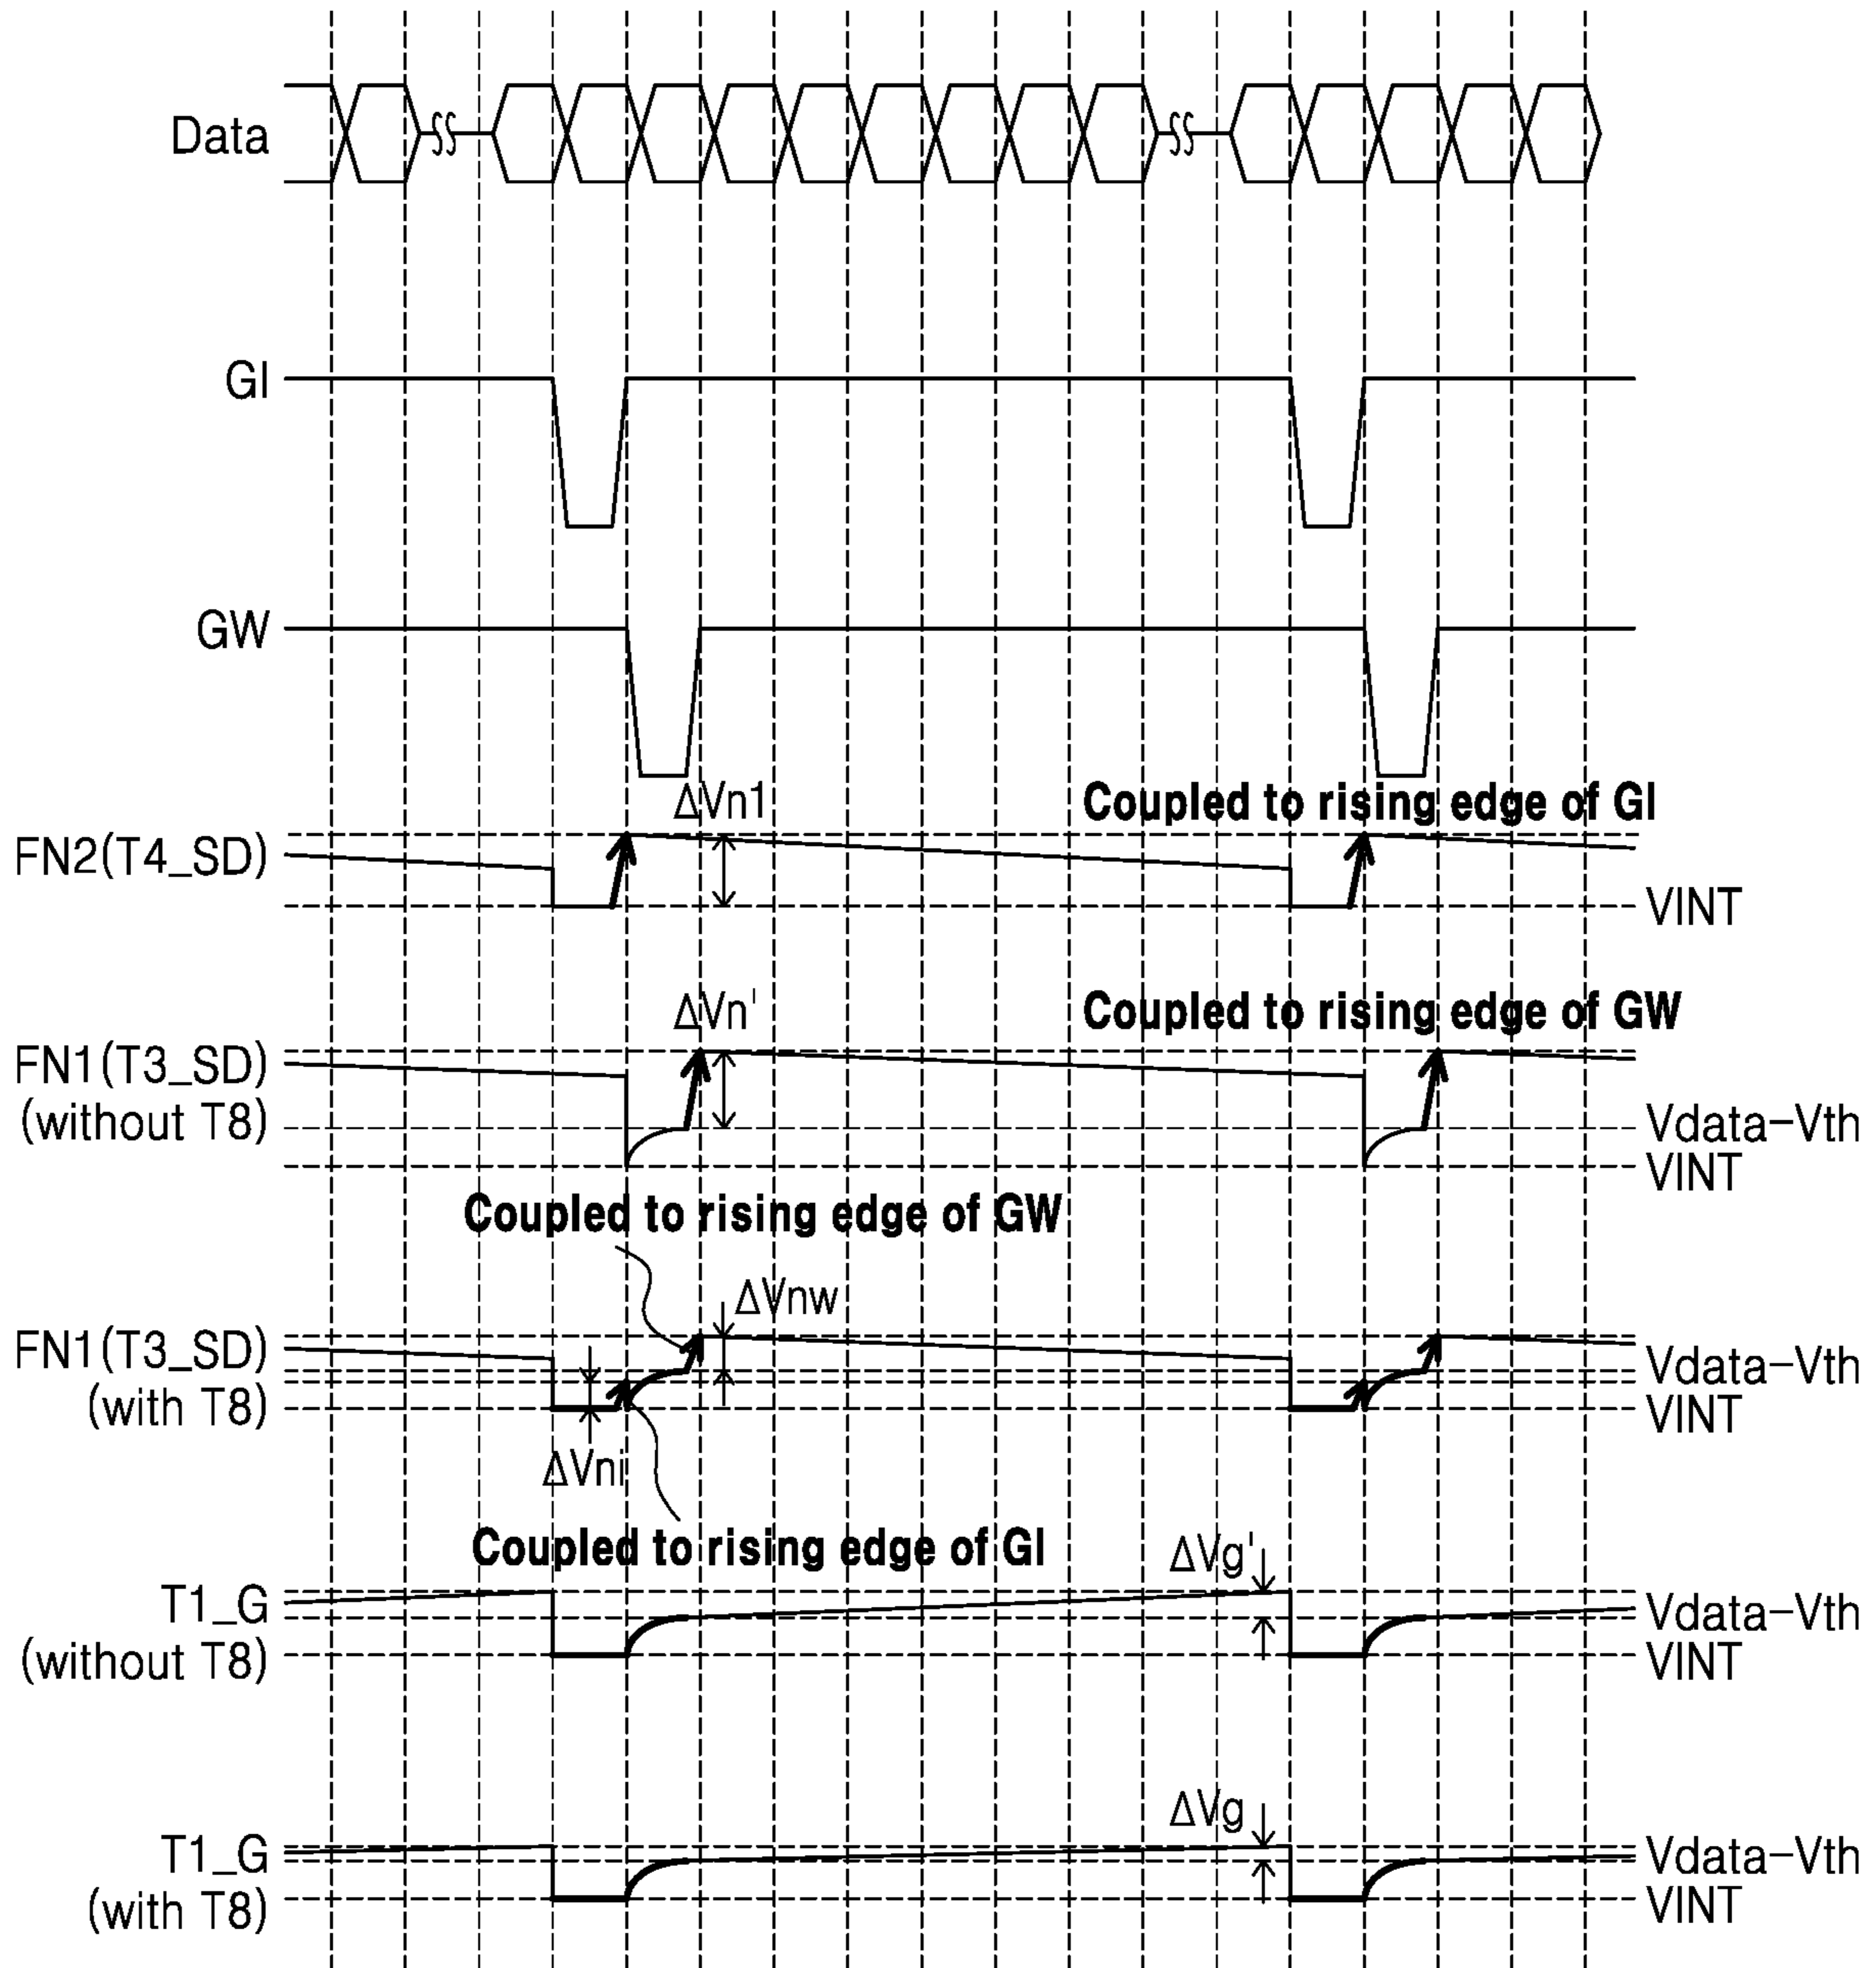 Data
GI
GW
ΔVn1
Coupled to rising edge of GI
FN2(T4_SD)
VINT
ΔVn'
Coupled to rising edge of GW
FN1(T3_SD)
(without T8)
Vdata-Vth
VINT
Coupled to rising edge of GW
ΔVnw
FN1(T3_SD)
(with T8)
Vdata-Vth
VINT
ΔVni
Coupled to rising edge of GI
ΔVg'
T1_G
(without T8)
Vdata-Vth
VINT
ΔVg
T1_G
(with T8)
Vdata-Vth
VINT